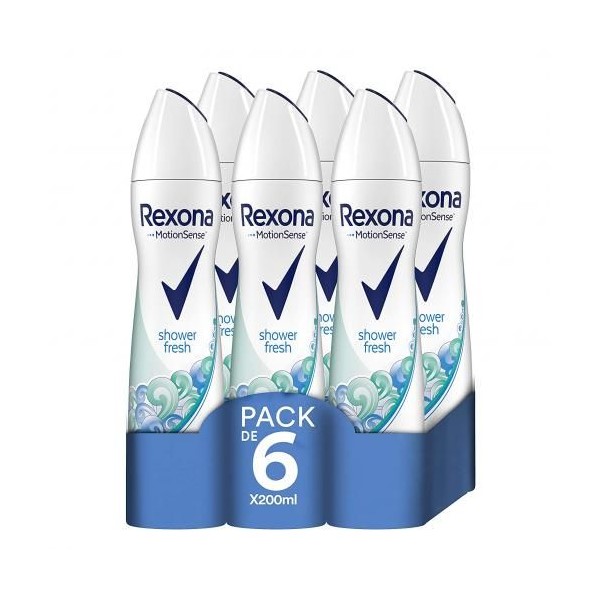 Rexona
MotionSense
shower
fresh
Rexona
MotionSense
shower
fresh
Rexona
MotionSense
shower
fresh
PACK
DE
6
X200ml